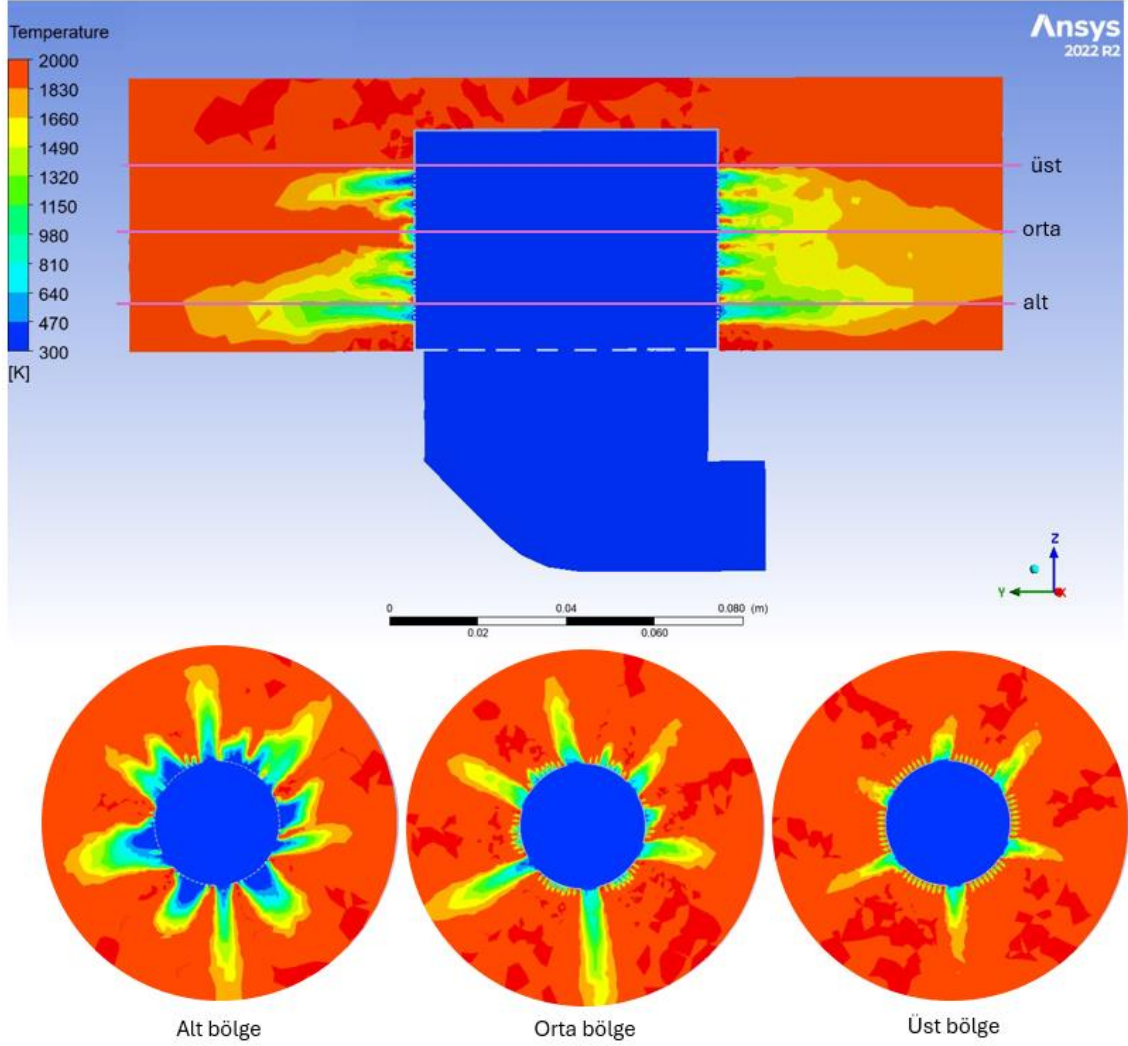 Temperature
2000
1830
1660
1490
1320
1150
980
810
640
470
300
[K]
Ansys
2022 R2
üst
orta
alt
Z
Y
X
0 0.04 0.080 (m)
0.02 0.060
Alt bölge
Orta bölge
Üst bölge